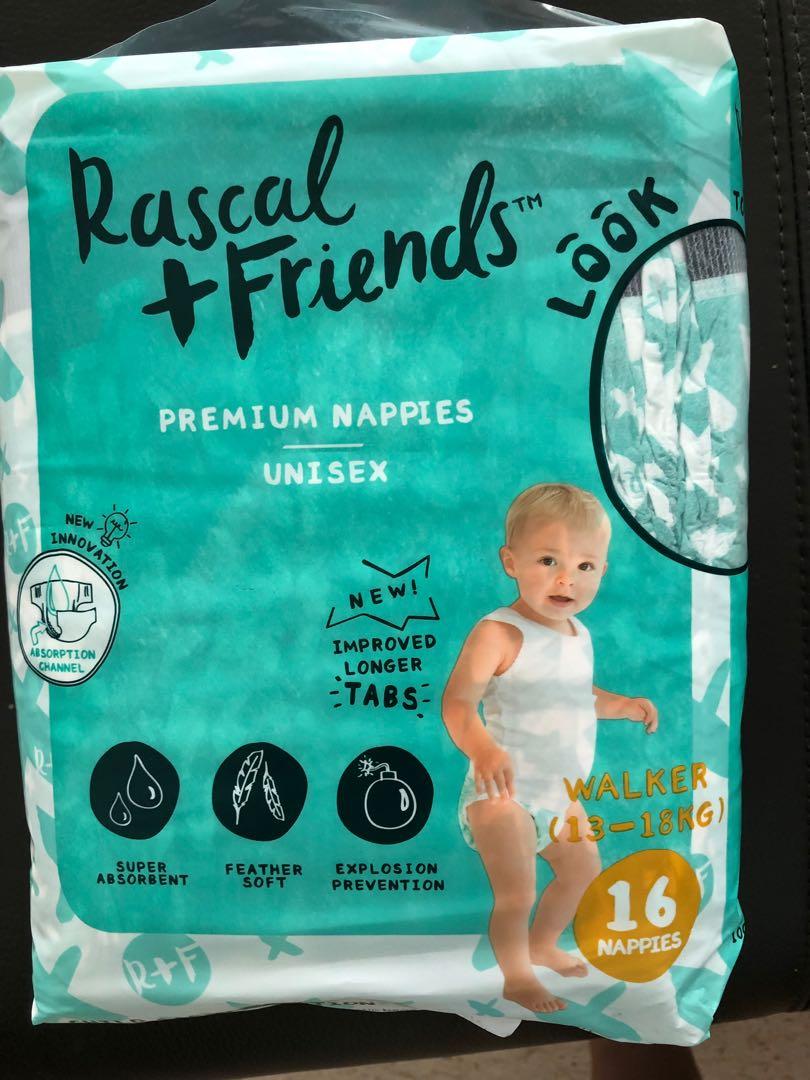 Rascal
+Friends™
LOOK
PREMIUM NAPPIES
UNISEX
NEW
INNOVATION
ABSORPTION
CHANNEL
NEW!
IMPROVED
LONGER
TABS
SUPER
ABSORBENT
FEATHER
SOFT
EXPLOSION
PREVENTION
WALKER
(13-18KG)
16
NAPPIES
R+F